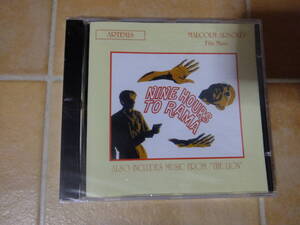 ARTEMIS
MALCOLM ARNOLD
Film Music
NINE HOURS
TO RAMA
ALSO INCLUDES MUSIC FROM "THE LION"